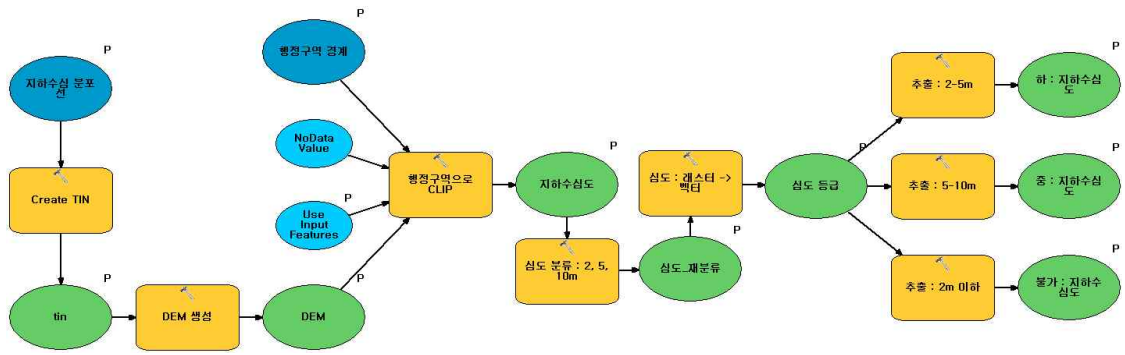 P
지하수심 분포
선
Create TIN
P
tin
DEM 생성
P
DEM
P
행정구역 경계
NoData
Value
P
Use
Input
Features
행정구역으로
CLIP
P
지하수심도
심도 분류 : 2, 5,
10m
P
심도_재분류
심도 : 래스터 ->
벡터
P
심도 등급
추출 : 2-5m
P
하 : 지하수심
도
추출 : 5-10m
P
중 : 지하수심
도
추출 : 2m 이하
P
불가 : 지하수
심도